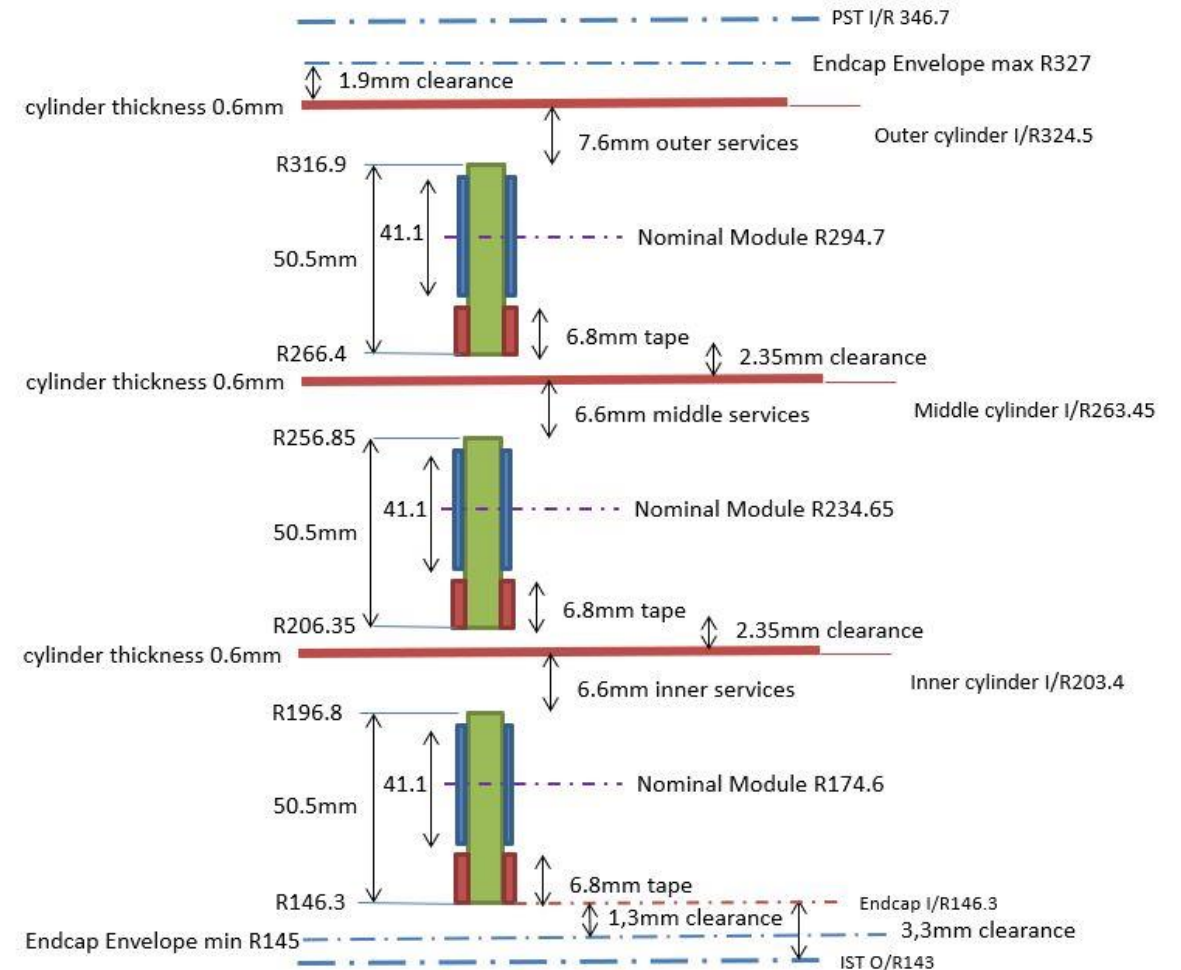 PST I/R 346.7
Endcap Envelope max R327
1.9mm clearance
cylinder thickness 0.6mm
Outer cylinder I/R324.5
7.6mm outer services
R316.9
41.1
Nominal Module R294.7
50.5mm
6.8mm tape
R266.4
2.35mm clearance
cylinder thickness 0.6mm
Middle cylinder I/R263.45
6.6mm middle services
R256.85
41.1
Nominal Module R234.65
50.5mm
6.8mm tape
R206.35
2.35mm clearance
cylinder thickness 0.6mm
Inner cylinder I/R203.4
6.6mm inner services
R196.8
41.1
Nominal Module R174.6
50.5mm
6.8mm tape
R146.3
Endcap I/R146.3
1,3mm clearance
3,3mm clearance
Endcap Envelope min R145
IST O/R143